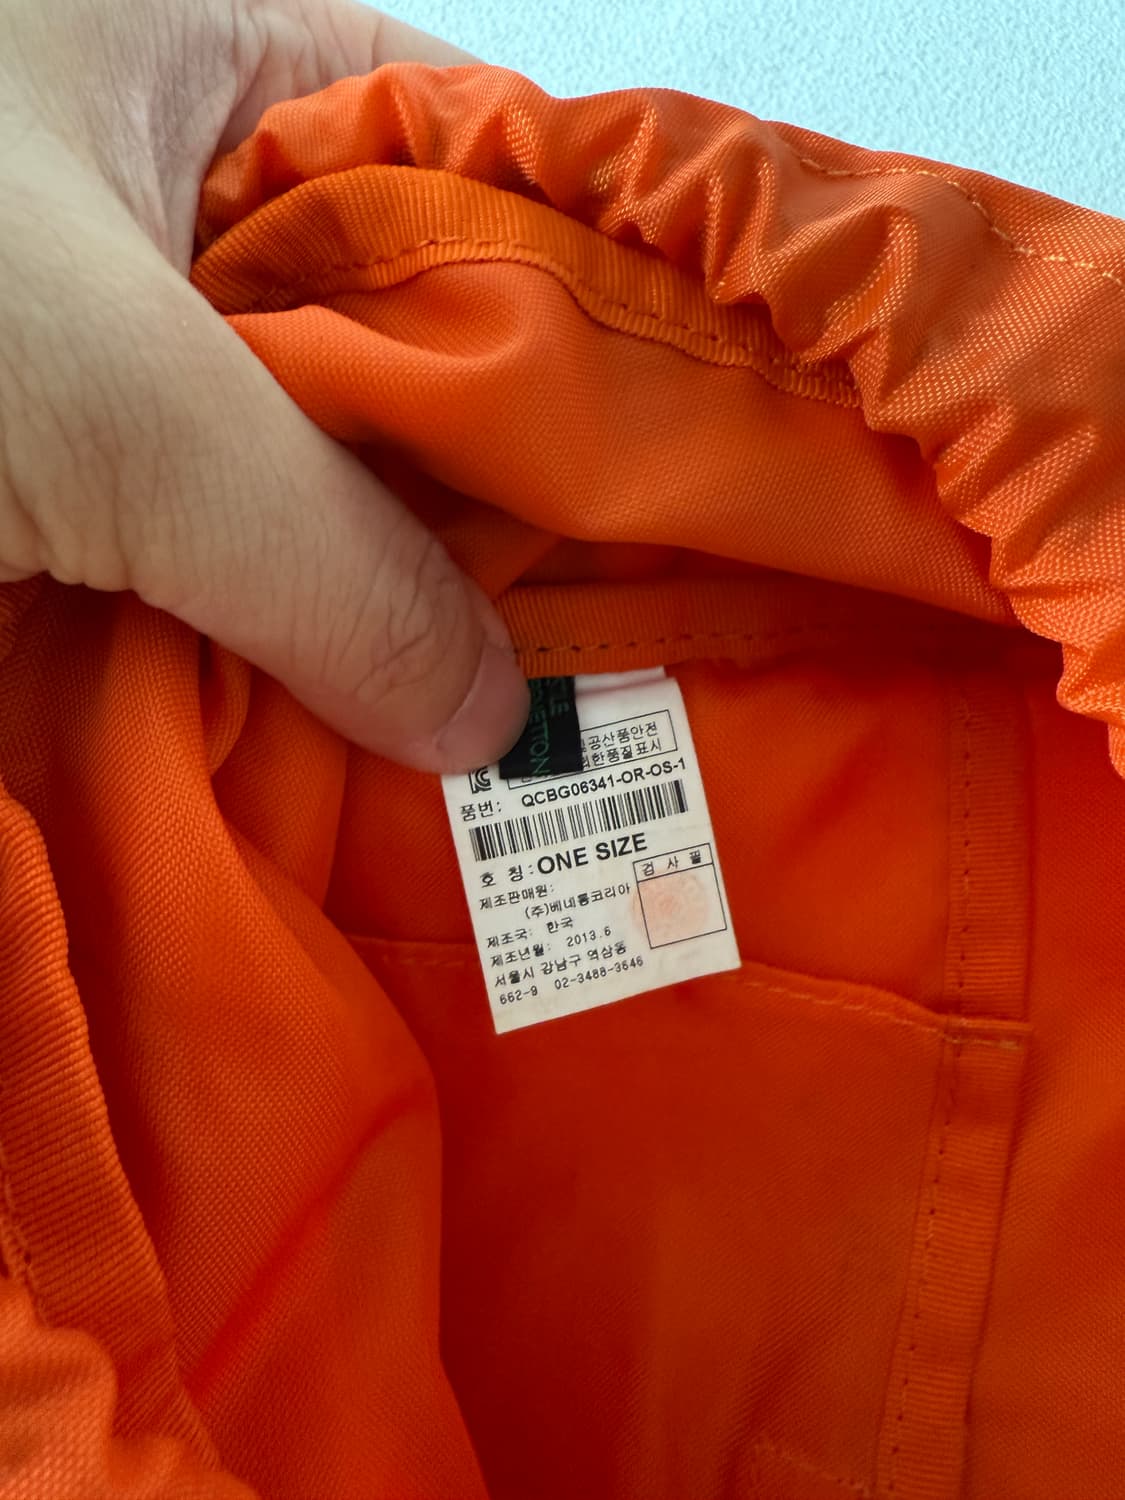 공산품안전
한품질표시
품번: QCBG06341-OR-OS-1
호 칭: ONE SIZE
검 사 필
제조판매원:
(주)베네통코리아
제조국: 한국
제조년월: 2013.6
서울시 강남구 역삼동
662-9 02-3488-3646